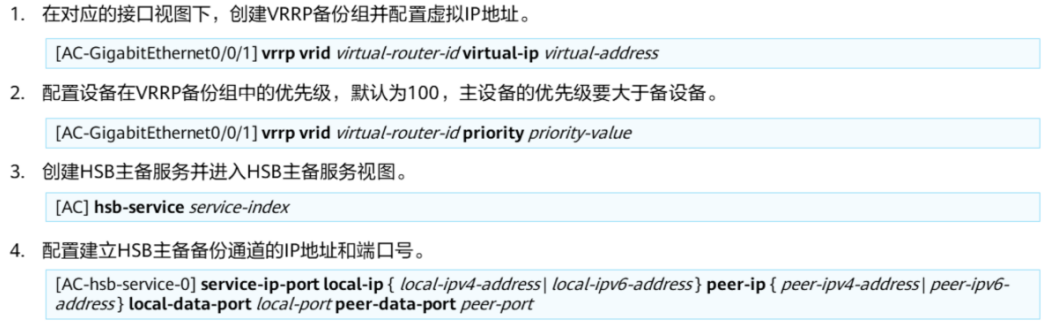 1. 在对应的接口视图下，创建VRRP备份组并配置虚拟IP地址。
[AC-GigabitEthernet0/0/1] vrrp vrid virtual-router-id virtual-ip virtual-address
2. 配置设备在VRRP备份组中的优先级，默认为100，主设备的优先级要大于备设备。
[AC-GigabitEthernet0/0/1] vrrp vrid virtual-router-id priority priority-value
3. 创建HSB主备服务并进入HSB主备服务视图。
[AC] hsb-service service-index
4. 配置建立HSB主备备份通道的IP地址和端口号。
[AC-hsb-service-0] service-ip-port local-ip { local-ipv4-address| local-ipv6-address} peer-ip { peer-ipv4-address| peer-ipv6-
address} local-data-port local-port peer-data-port peer-port